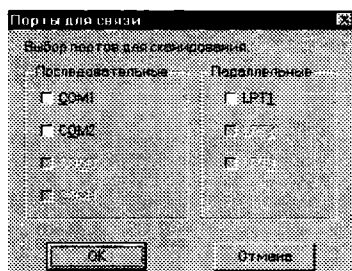 Порты для связи
Выбор портов для сканирования.
Последовательные
Параллельные
COM1
LPT1
COM2
OK
Отмена